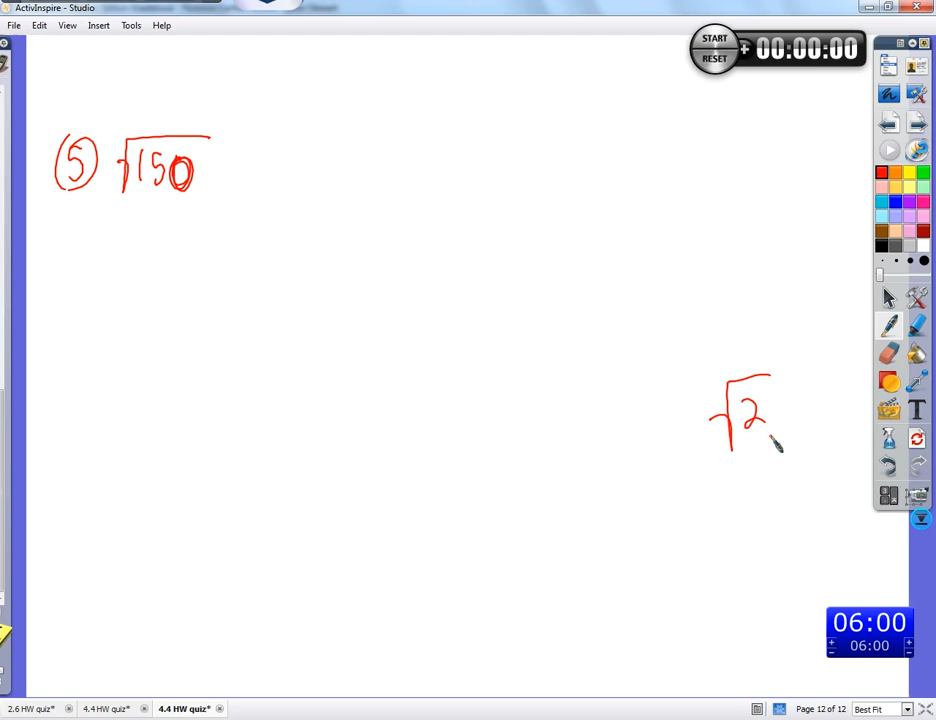 ActivInspire - Studio
File Edit View Insert Tools Help
START
RESET
00:00:00
⑤ √150
√2
06:00
06:00
2.6 HW quiz* 4.4 HW quiz* 4.4 HW quiz* Page 12 of 12 Best Fit